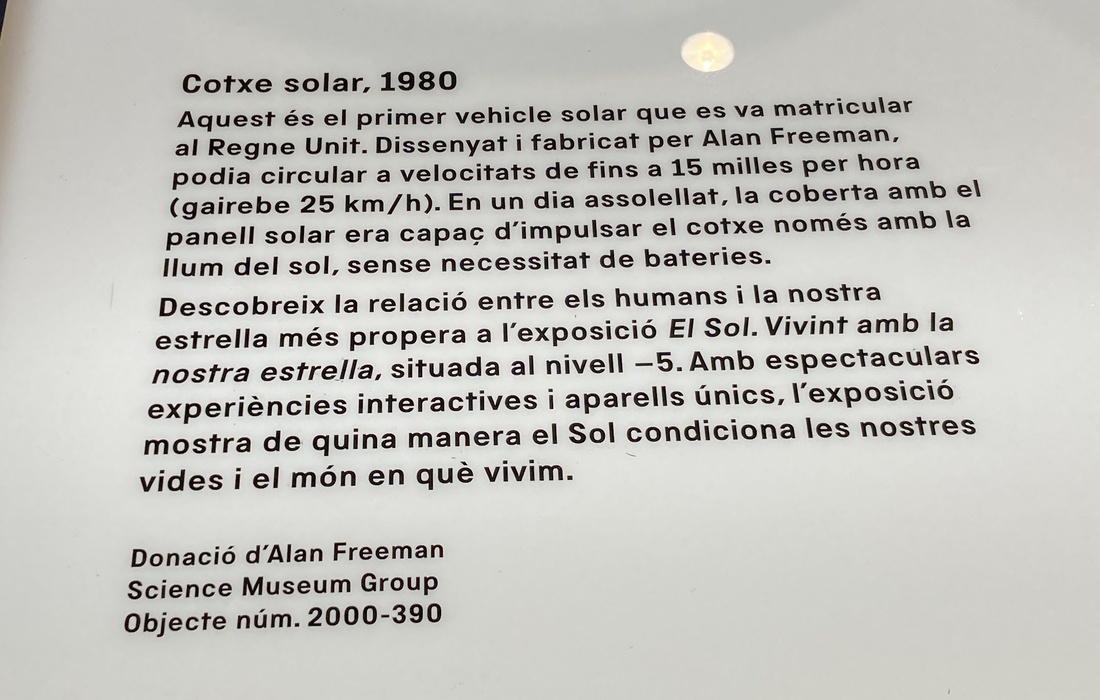 Cotxe solar, 1980
Aquest és el primer vehicle solar que es va matricular
al Regne Unit. Dissenyat i fabricat per Alan Freeman,
podia circular a velocitats de fins a 15 milles per hora
(gairebe 25 km/h). En un dia assolellat, la coberta amb el
panell solar era capaç d’impulsar el cotxe només amb la
llum del sol, sense necessitat de bateries.
Descobreix la relació entre els humans i la nostra
estrella més propera a l’exposició El Sol. Vivint amb la
nostra estrella, situada al nivell –5. Amb espectaculars
experiències interactives i aparells únics, l’exposició
mostra de quina manera el Sol condiciona les nostres
vides i el món en què vivim.
Donació d’Alan Freeman
Science Museum Group
Objecte núm. 2000-390